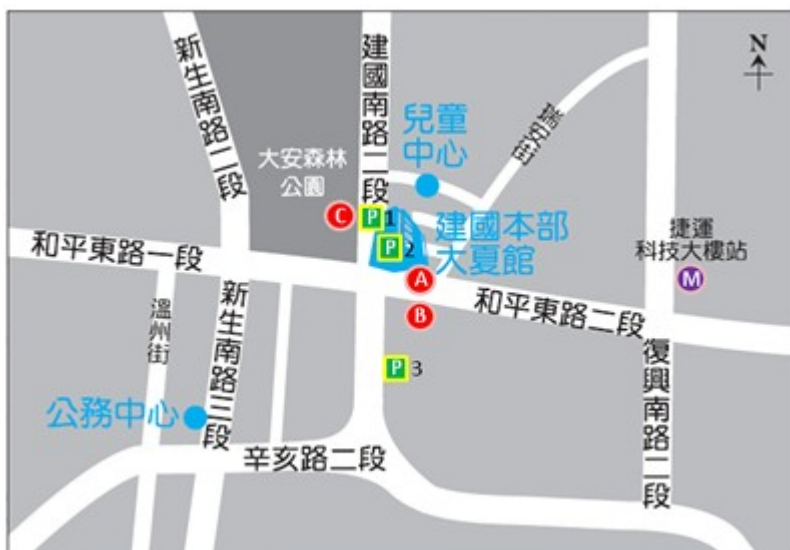 新生南路二段
建國南路二段
N
兒童
中心
瑞安街
大安森林
公園
C
P 1
P 2
建國本部
大夏館
捷運
科技大樓站
M
和平東路一段
A
B
和平東路二段
溫州街
新生南路三段
P 3
復興南路二段
公務中心
辛亥路二段